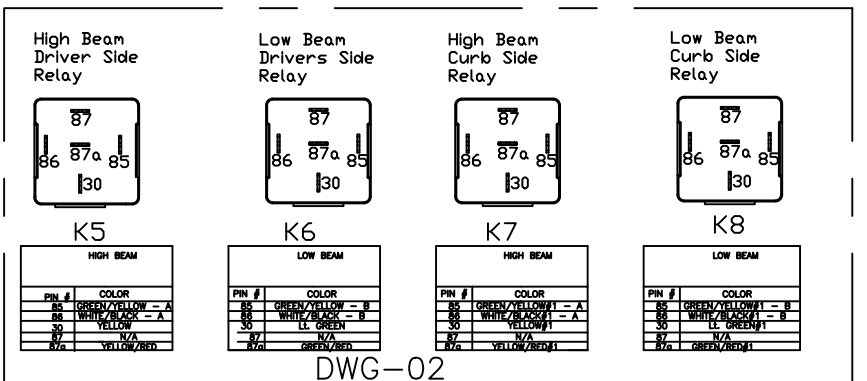 High Beam
Driver Side
Relay
87
86
87a
85
30
K5
HIGH BEAM
PIN # COLOR
85 GREEN/YELLOW - A
86 WHITE/BLACK - A
30 YELLOW
87 N/A
87a YELLOW/RED
Low Beam
Drivers Side
Relay
87
86
87a
85
30
K6
LOW BEAM
PIN # COLOR
85 GREEN/YELLOW - B
86 WHITE/BLACK - B
30 Lt. GREEN
87 N/A
87a GREEN/RED
High Beam
Curb Side
Relay
87
86
87a
85
30
K7
HIGH BEAM
PIN # COLOR
85 GREEN/YELLOW#1 - A
86 WHITE/BLACK#1 - A
30 YELLOW#1
87 N/A
87a YELLOW/RED#1
Low Beam
Curb Side
Relay
87
86
87a
85
30
K8
LOW BEAM
PIN # COLOR
85 GREEN/YELLOW#1 - B
86 WHITE/BLACK#1 - B
30 Lt. GREEN#1
87 N/A
87a GREEN/RED#1
DWG-02